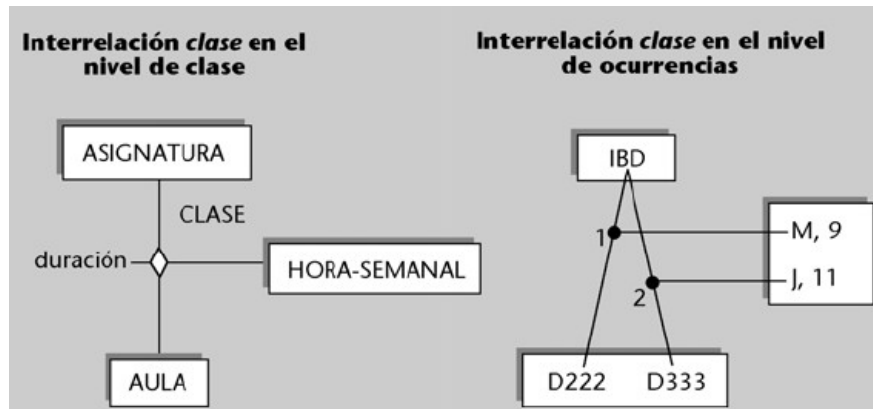 Interrelación clase en el
nivel de clase
ASIGNATURA
CLASE
duración
HORA-SEMANAL
AULA
Interrelación clase en el nivel
de ocurrencias
IBD
1
M, 9
2
J, 11
D222 D333